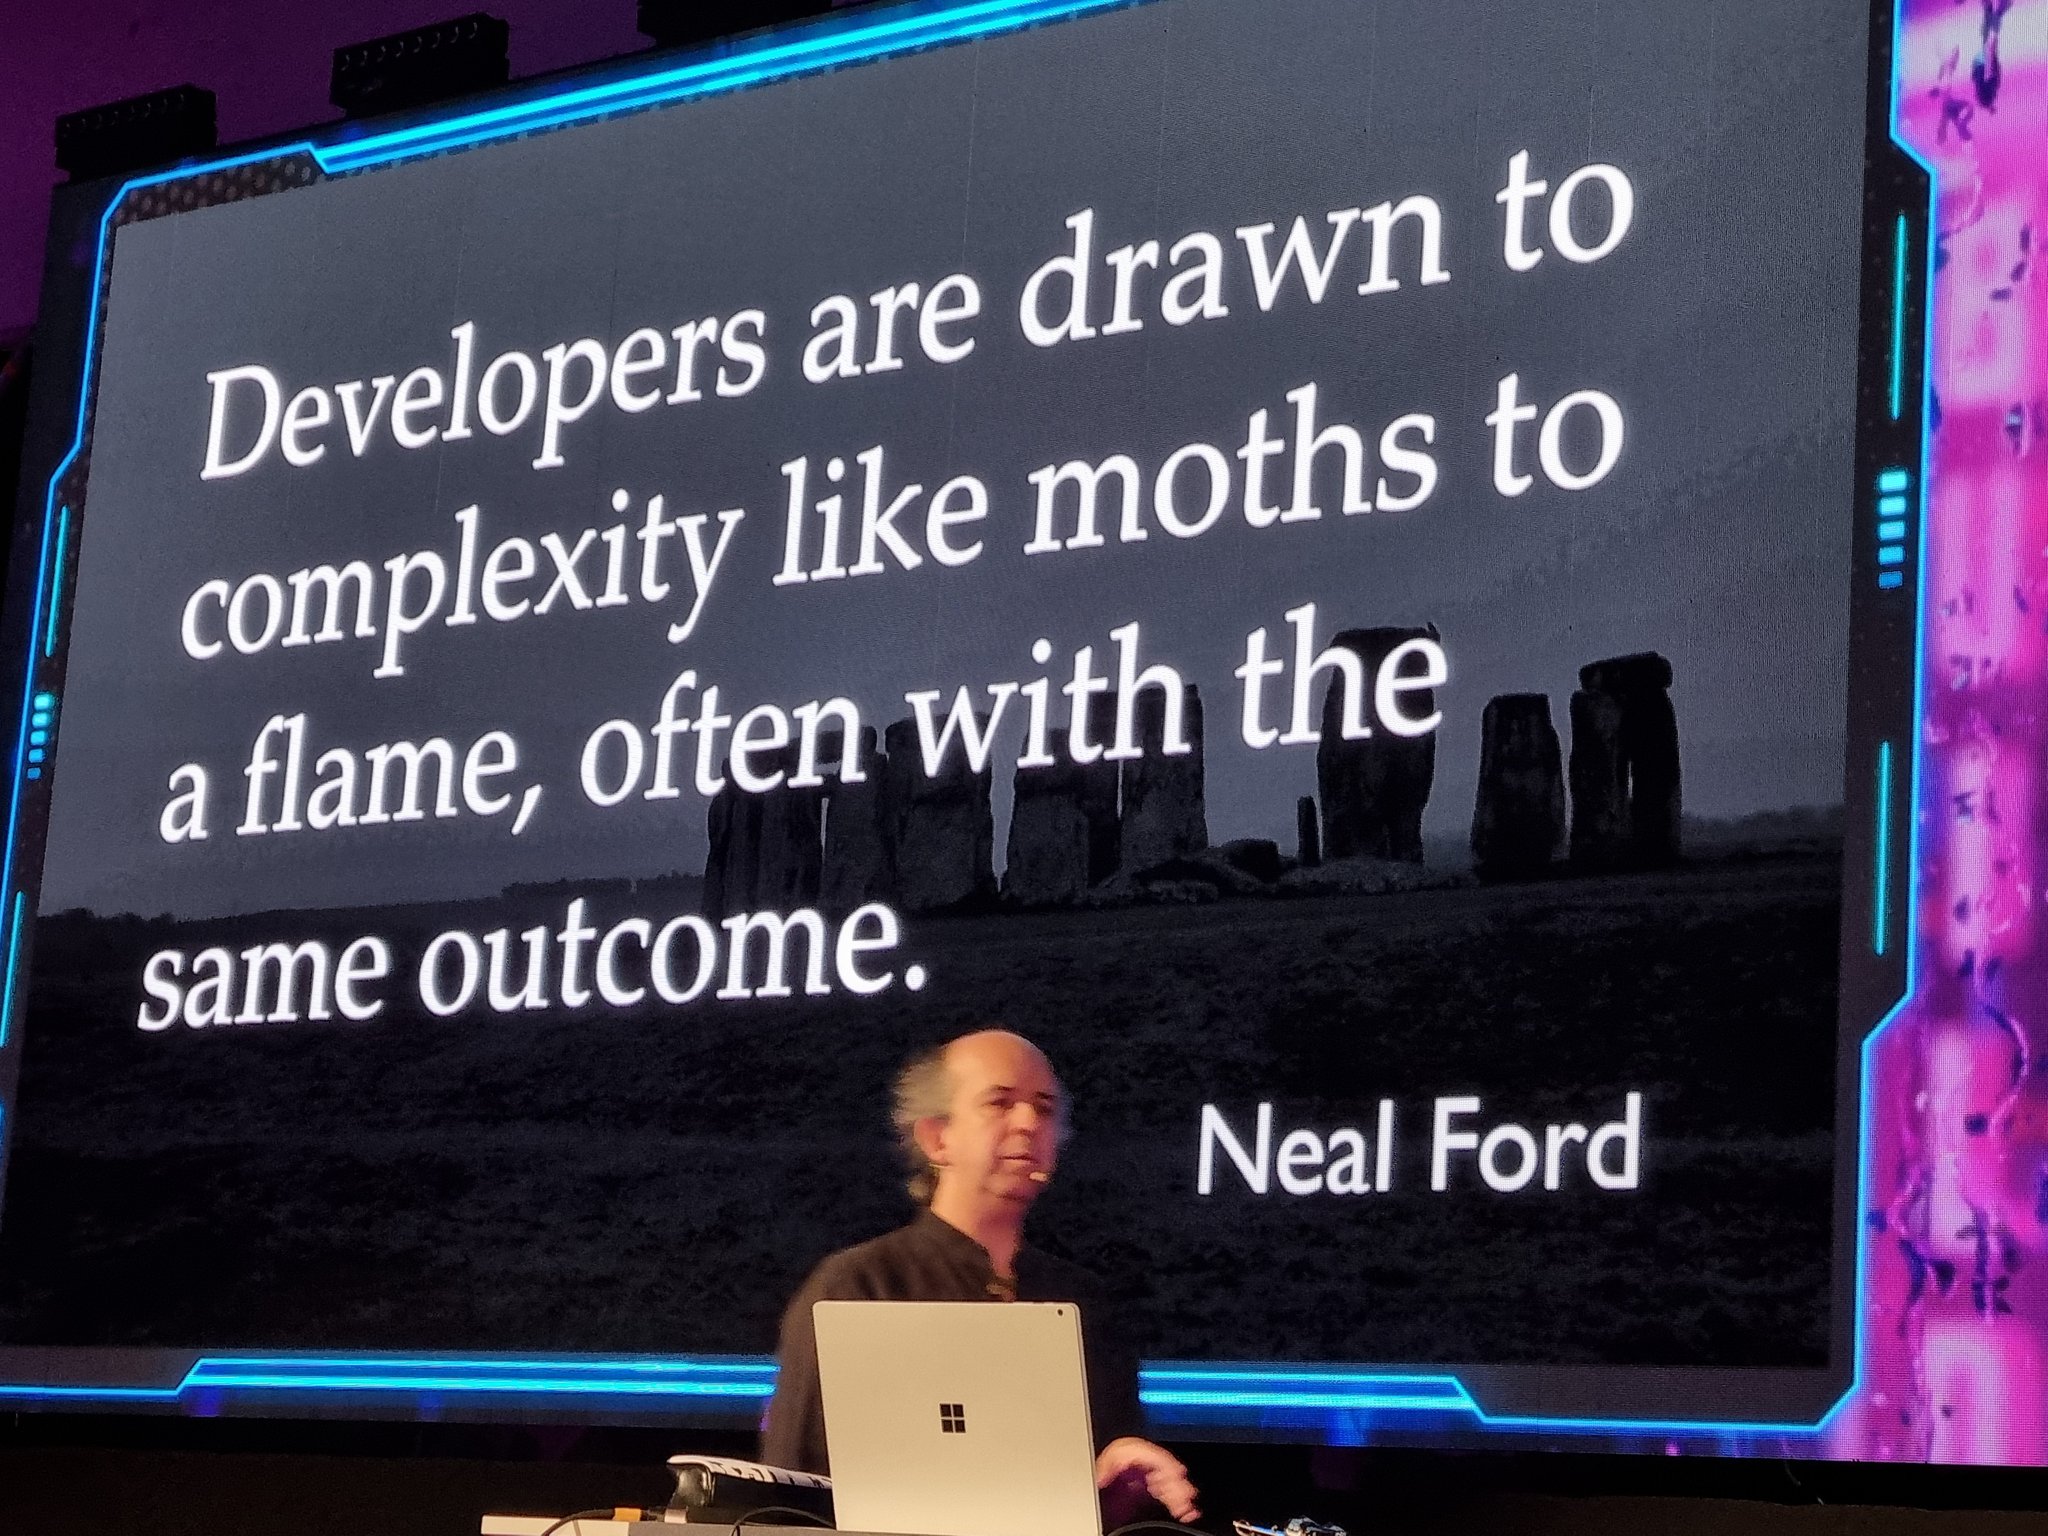 Developers are drawn to
complexity like moths to
a flame, often with the
same outcome.
Neal Ford